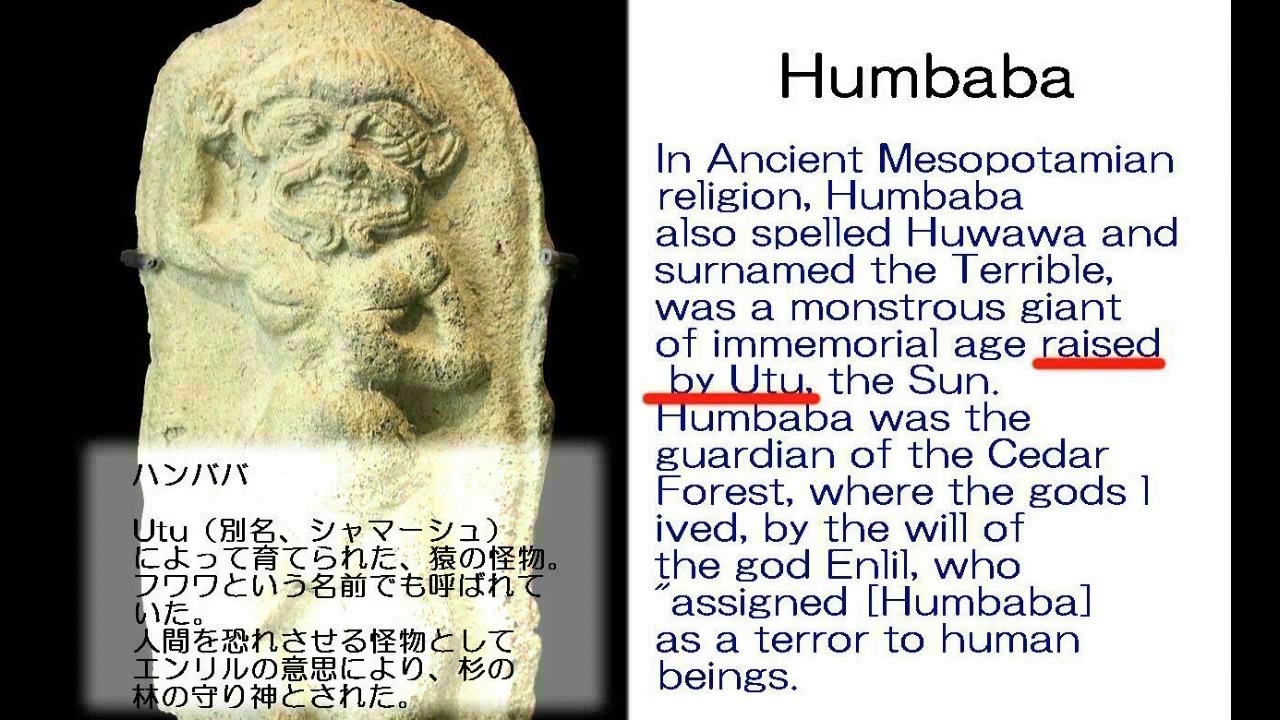 Humbaba
In Ancient Mesopotamian
religion, Humbaba
also spelled Huwawa and
surnamed the Terrible,
was a monstrous giant
of immemorial age raised
by Utu, the Sun.
Humbaba was the
guardian of the Cedar
Forest, where the gods l
ived, by the will of
the god Enlil, who
"assigned [Humbaba]
as a terror to human
beings.
ハンババ
Utu（別名、シャマーシュ）
によって育てられた、猿の怪物。
フワワという名前でも呼ばれて
いた。
人間を恐れさせる怪物として
エンリルの意思により、杉の
林の守り神とされた。